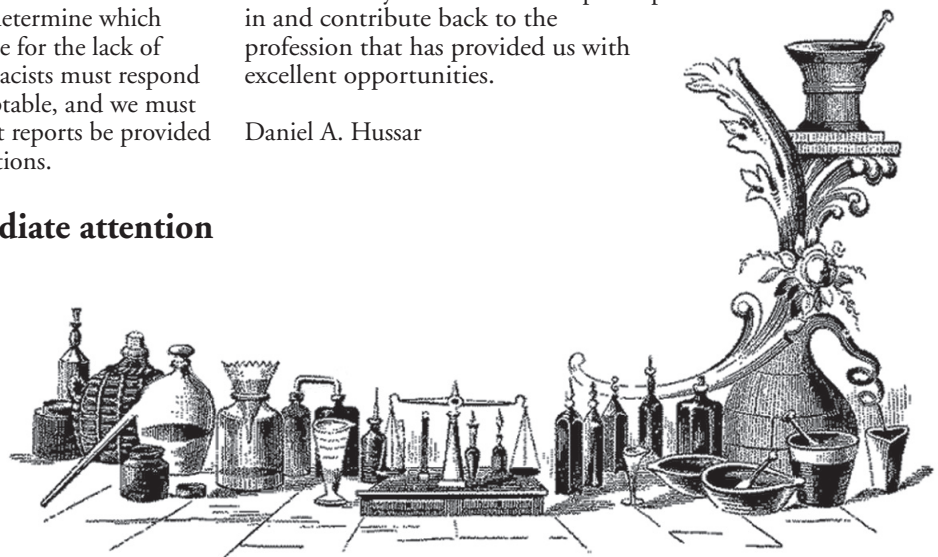 etermine which
e for the lack of
acists must respond
table, and we must
t reports be provided
tions.
diate attention
in and contribute back to the
profession that has provided us with
excellent opportunities.
Daniel A. Hussar